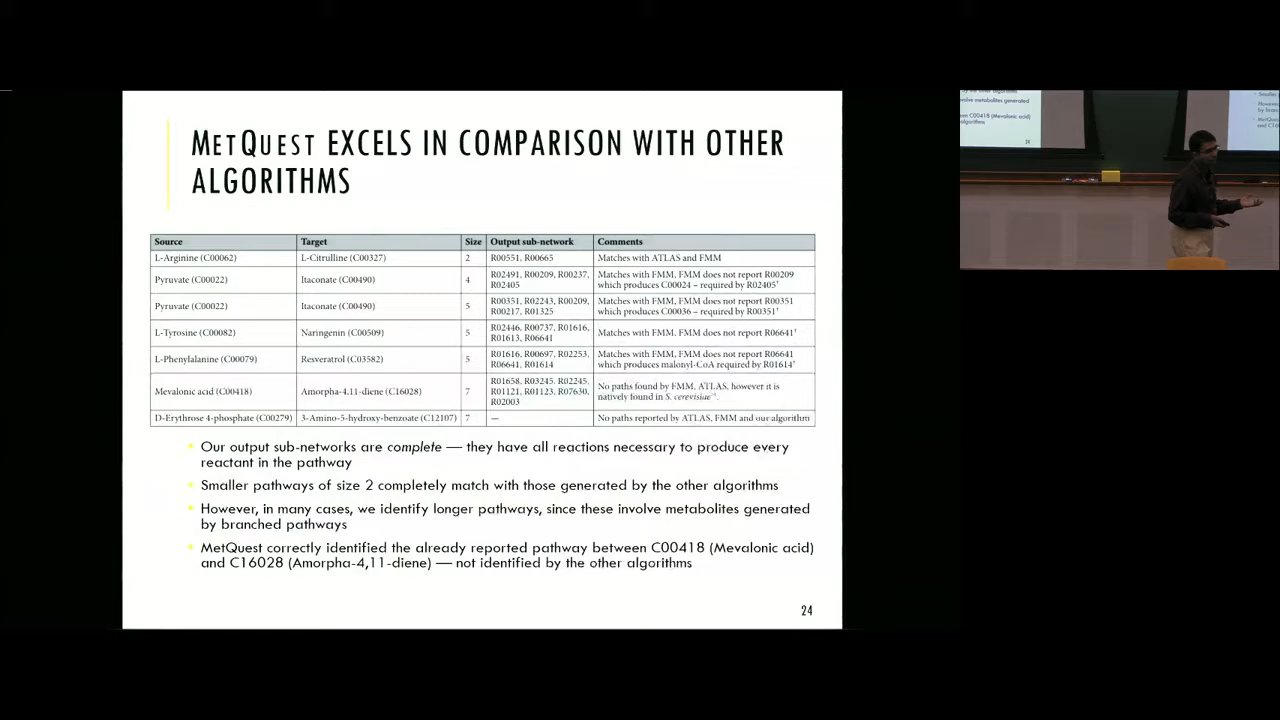 METQUEST EXCELS IN COMPARISON WITH OTHER
ALGORITHMS
Source Target Size Output sub-network Comments
L-Arginine (C00062) L-Citrulline (C00327) 2 R00551, R00665 Matches with ATLAS and FMM
Pyruvate (C00022) Itaconate (C00490) 4 R02491, R00209, R00237, R02405 Matches with FMM, FMM does not report R00209 which produces C00024 – required by R02405†
Pyruvate (C00022) Itaconate (C00490) 5 R00351, R02243, R00209, R00217, R01325 Matches with FMM, FMM does not report R00351 which produces C00036 – required by R00351†
L-Tyrosine (C00082) Naringenin (C00509) 5 R02446, R00737, R01616, R01613, R06641 Matches with FMM. FMM does not report R06641†
L-Phenylalanine (C00079) Resveratrol (C03582) 5 R01616, R00697, R02253, R06641, R01614 Matches with FMM, FMM does not report R06641 which produces malonyl-CoA required by R01614†
Mevalonic acid (C00418) Amorpha-4,11-diene (C16028) 7 R01658, R03245, R02245, R01121, R01123, R07630, R02003 No paths found by FMM, ATLAS, however it is natively found in S. cerevisiae
D-Erythrose 4-phosphate (C00279) 3-Amino-5-hydroxy-benzoate (C12107) 7 — No paths reported by ATLAS, FMM and our algorithm
Our output sub-networks are complete — they have all reactions necessary to produce every
reactant in the pathway
Smaller pathways of size 2 completely match with those generated by the other algorithms
However, in many cases, we identify longer pathways, since these involve metabolites generated
by branched pathways
MetQuest correctly identified the already reported pathway between C00418 (Mevalonic acid)
and C16028 (Amorpha-4,11-diene) — not identified by the other algorithms
24